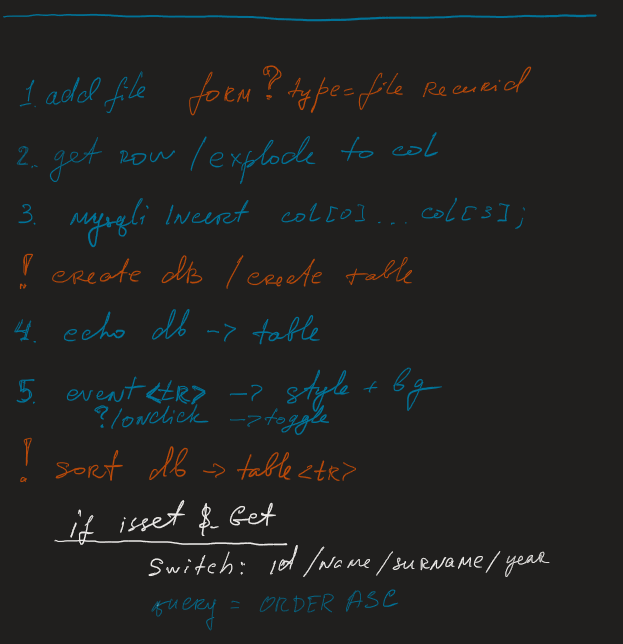 1. add file form ? type=file recurid
2. get row / explode to col
3. mysqli Incert col[0] ... col[3];
! create dB / create table
4. echo db -> table
5. event <tR> -> style + bg
?/onclick -> toggle
! sort db -> table <tR>
if isset $_Get
Switch: id /name/surname/year
query = ORDER ASC